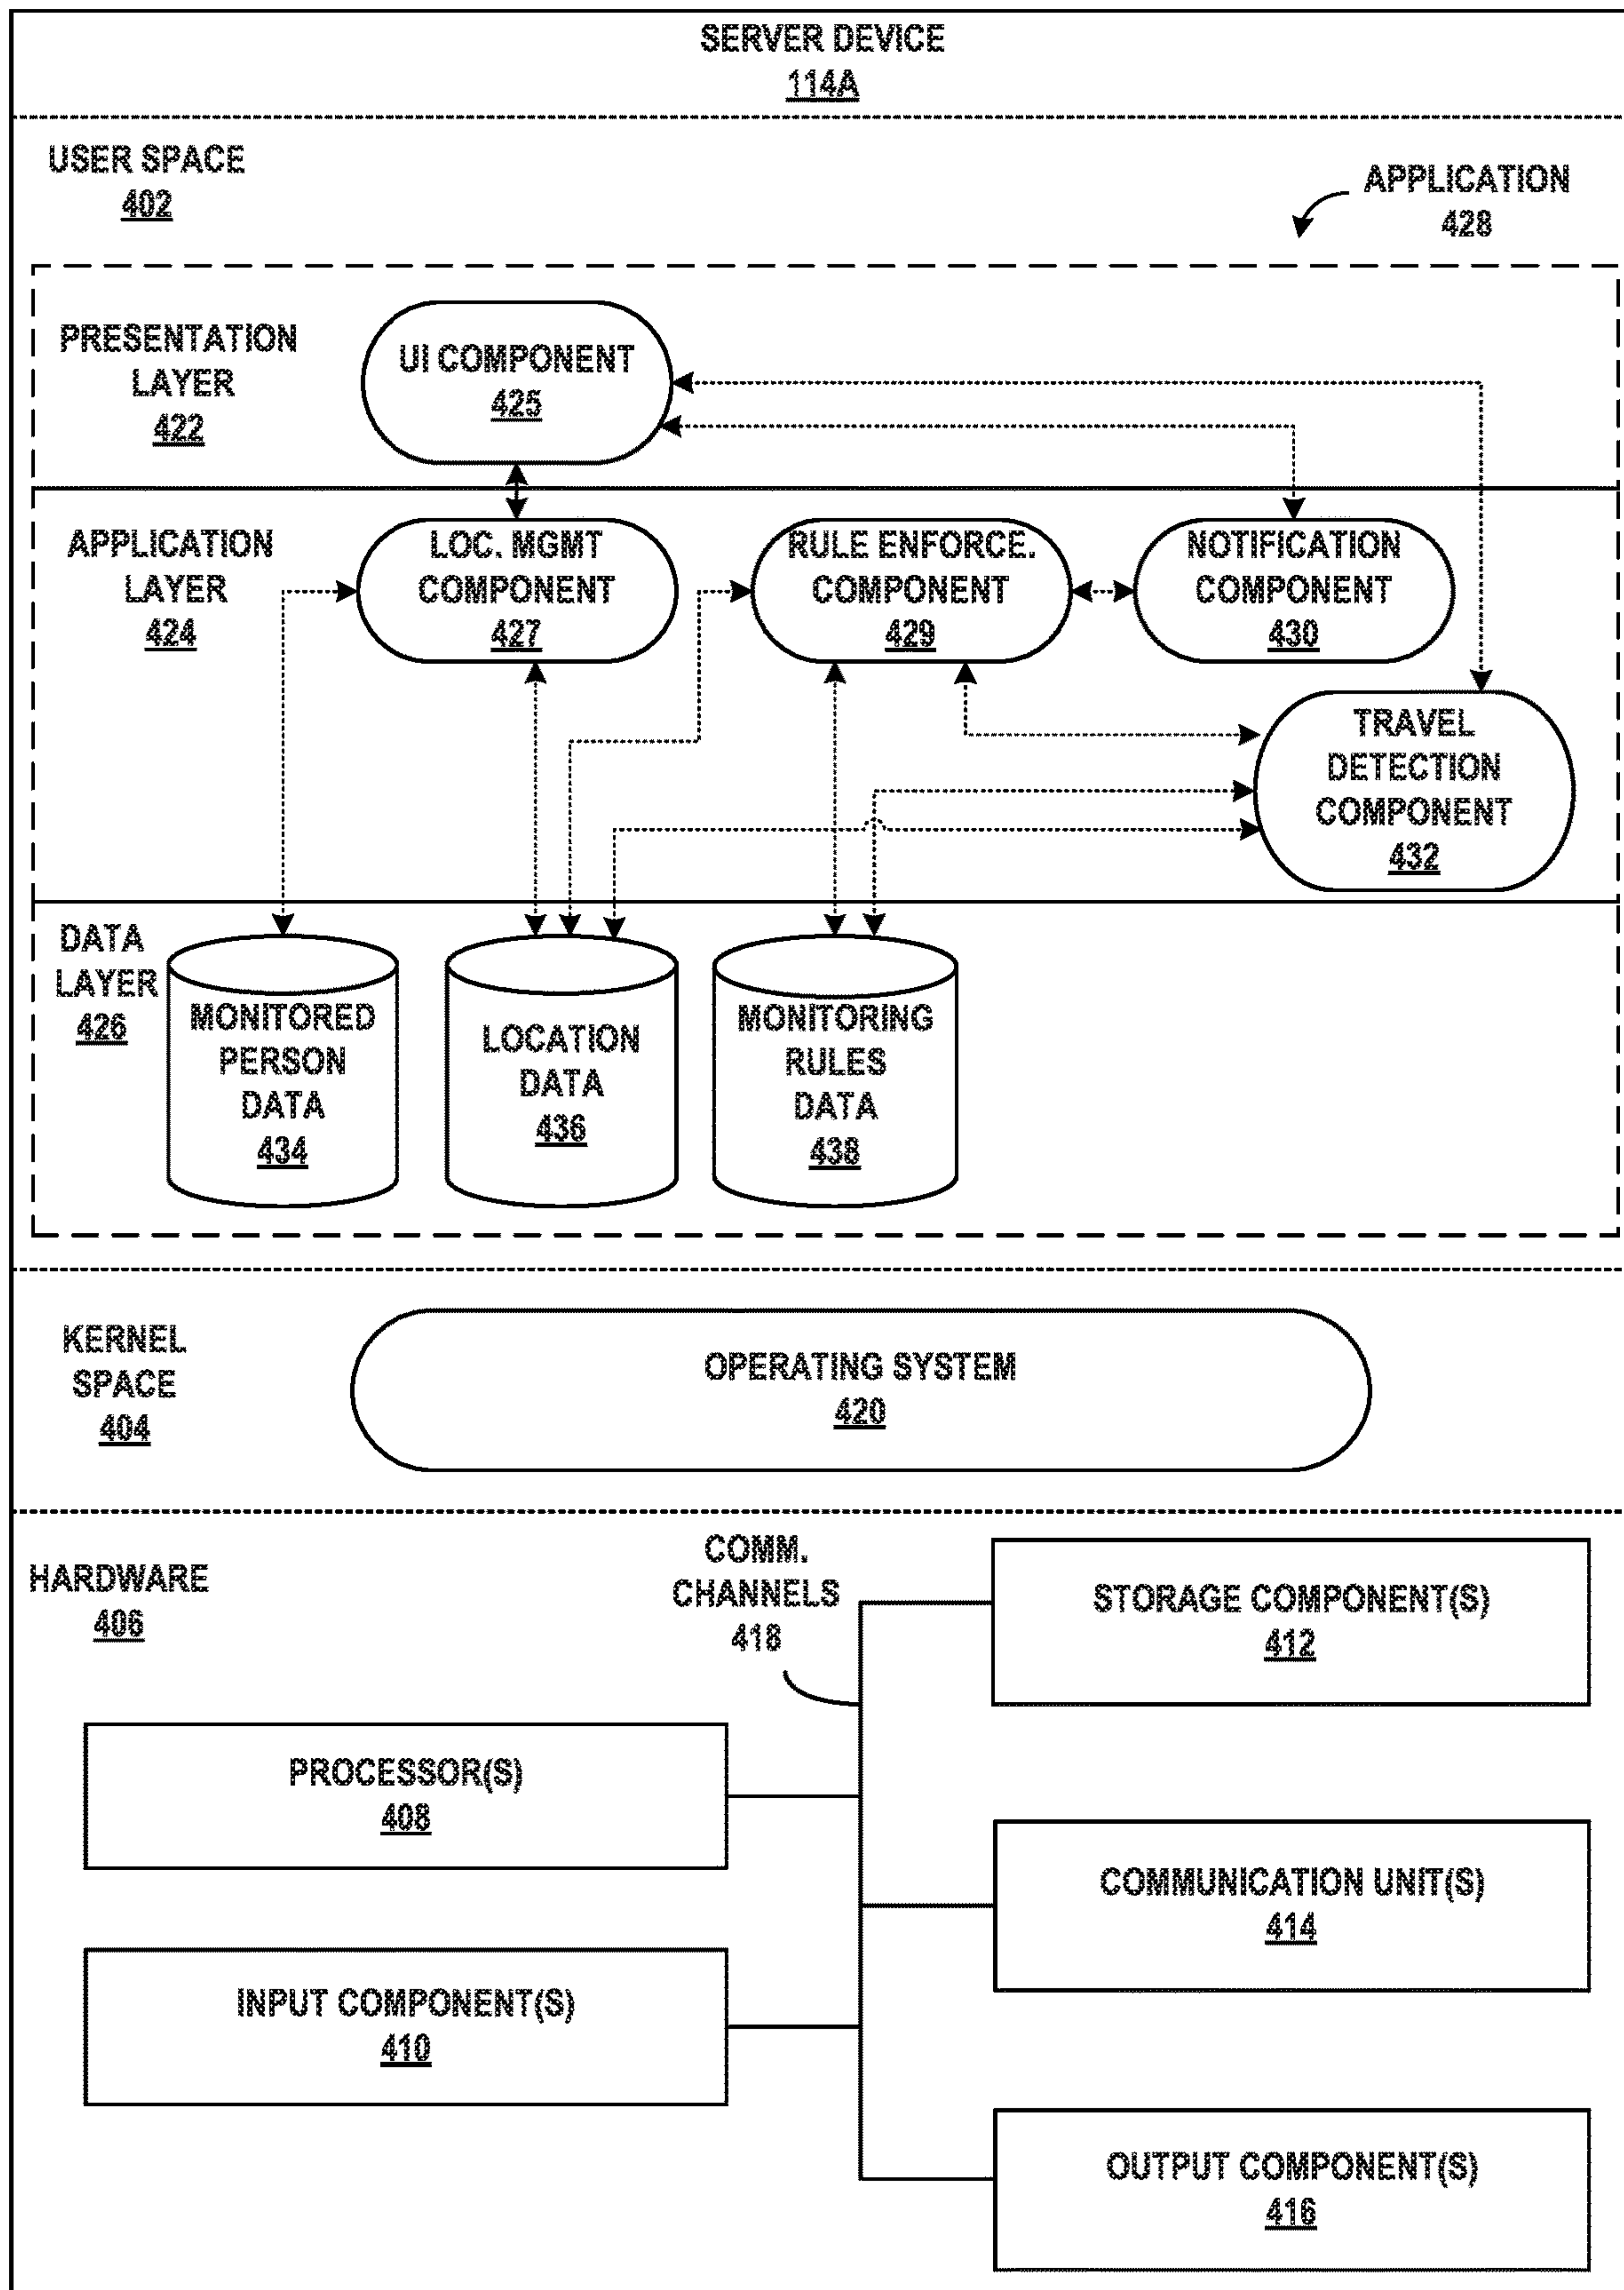 SERVER DEVICE
114A
USER SPACE
402
APPLICATION
428
PRESENTATION
LAYER
422
UI COMPONENT
425
APPLICATION
LAYER
424
LOC. MGMT
COMPONENT
427
RULE ENFORCE.
COMPONENT
429
NOTIFICATION
COMPONENT
430
TRAVEL
DETECTION
COMPONENT
432
DATA
LAYER
426
MONITORED
PERSON
DATA
434
LOCATION
DATA
436
MONITORING
RULES
DATA
438
KERNEL
SPACE
404
OPERATING SYSTEM
420
HARDWARE
406
COMM.
CHANNELS
418
STORAGE COMPONENT(S)
412
PROCESSOR(S)
408
COMMUNICATION UNIT(S)
414
INPUT COMPONENT(S)
410
OUTPUT COMPONENT(S)
416